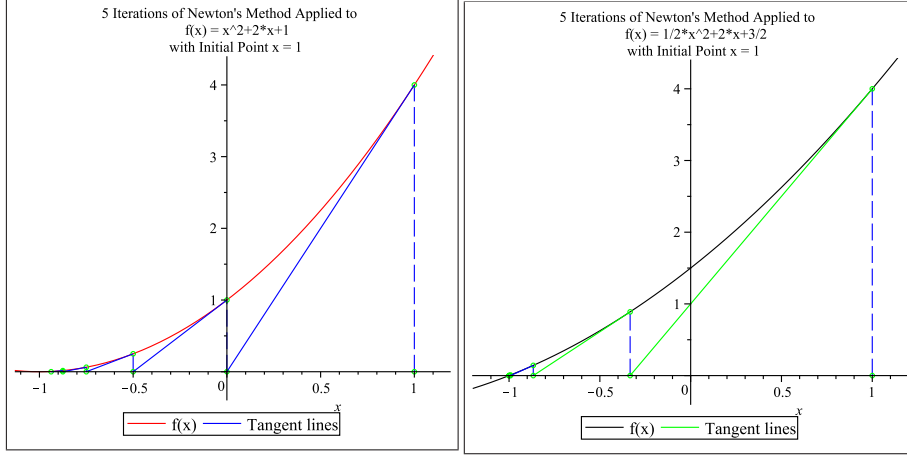 5 Iterations of Newton's Method Applied to
f(x) = x^2+2*x+1
with Initial Point x = 1
4
3
2
1
−1
−0.5
0
0.5
1
x
f(x)
Tangent lines
5 Iterations of Newton's Method Applied to
f(x) = 1/2*x^2+2*x+3/2
with Initial Point x = 1
4
3
2
1
−1
−0.5
0
0.5
1
x
f(x)
Tangent lines